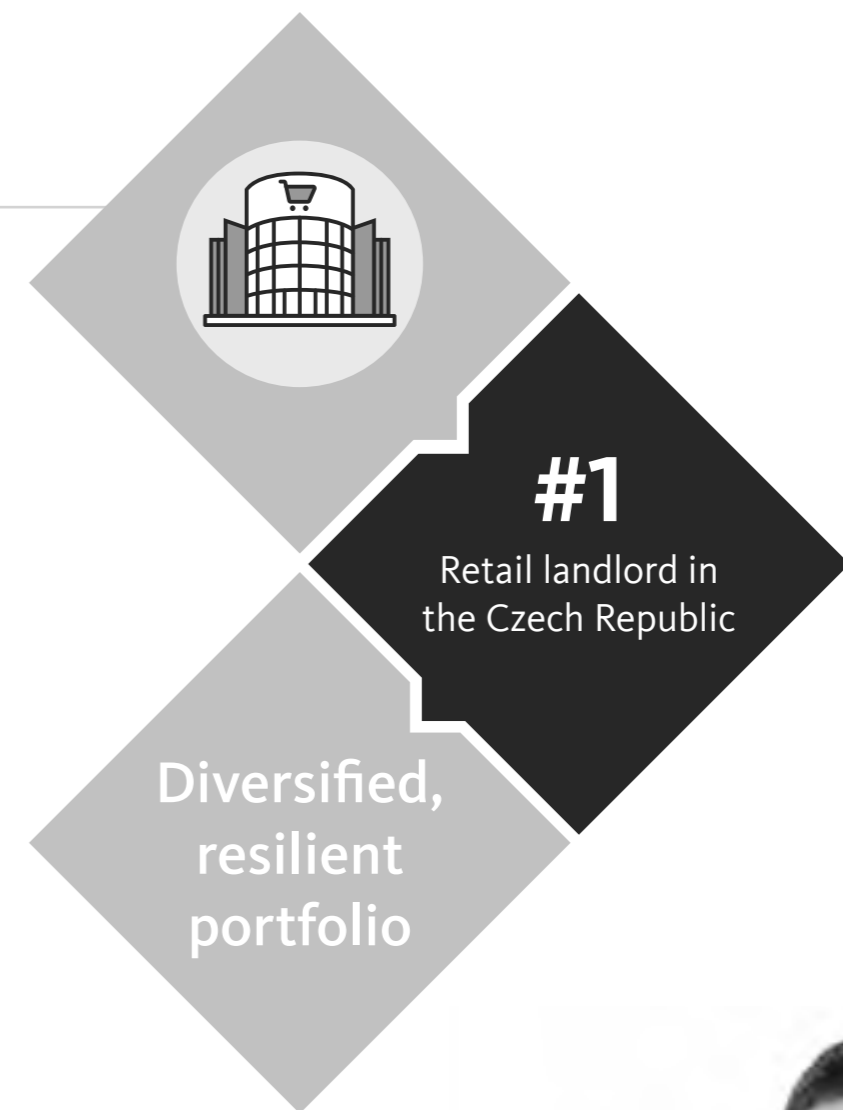 #1
Retail landlord in
the Czech Republic
Diversified,
resilient
portfolio